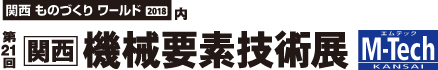 関西 ものづくり ワールド 2018 内
第21回 関西 機械要素技術展
エムテック
M-Tech
KANSAI